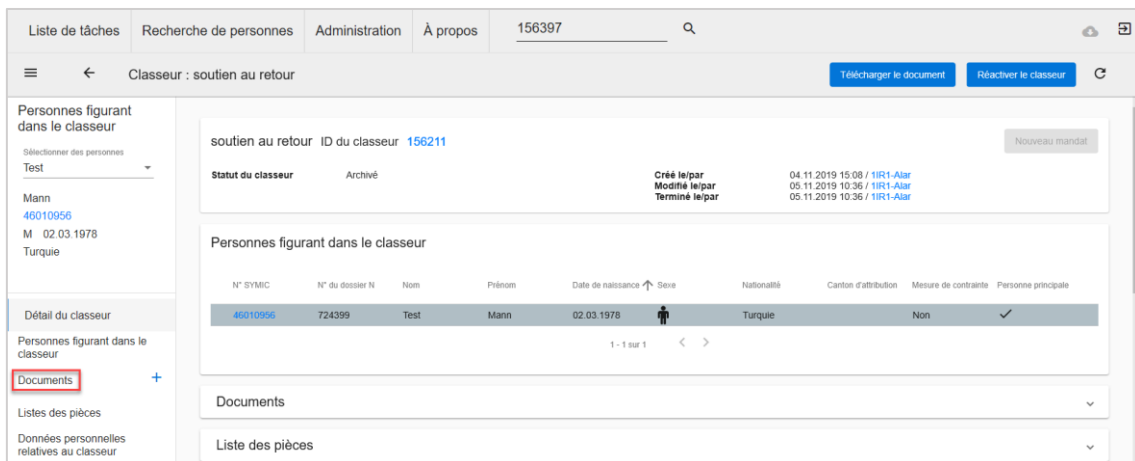 Liste de tâches Recherche de personnes Administration À propos 156397
Classeur : soutien au retour Télécharger le document Réactiver le classeur
Personnes figurant
dans le classeur
Sélectionner des personnes
Test
Mann
46010956
M 02.03.1978
Turquie
Détail du classeur
Personnes figurant dans le
classeur
Documents +
Listes des pièces
Données personnelles
relatives au classeur
soutien au retour ID du classeur 156211 Nouveau mandat
Statut du classeur Archivé Créé le/par 04.11.2019 15:08 / 1IR1-Alar
Modifié le/par 05.11.2019 10:36 / 1IR1-Alar
Terminé le/par 05.11.2019 10:36 / 1IR1-Alar
Personnes figurant dans le classeur
N° SYMIC N° du dossier N Nom Prénom Date de naissance Sexe Nationalité Canton d'attribution Mesure de contrainte Personne principale
46010956 724399 Test Mann 02.03.1978 Turquie Non
1 - 1 sur 1
Documents
Liste des pièces